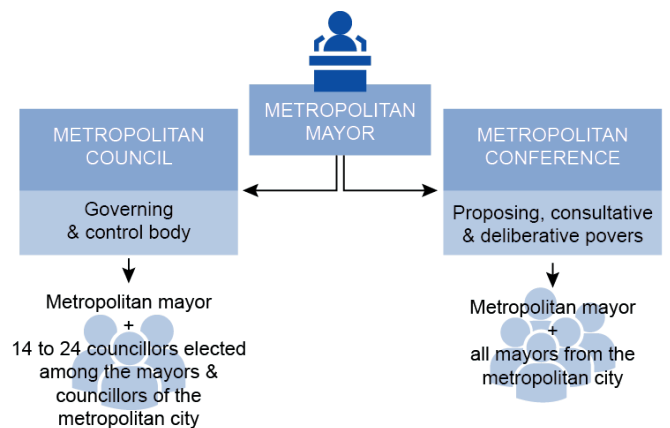 METROPOLITAN
MAYOR
METROPOLITAN
COUNCIL
Governing
& control body
Metropolitan mayor
+
14 to 24 councillors elected
among the mayors &
councillors of the
metropolitan city
METROPOLITAN
CONFERENCE
Proposing, consultative
& deliberative povers
Metropolitan mayor
+
all mayors from the
metropolitan city